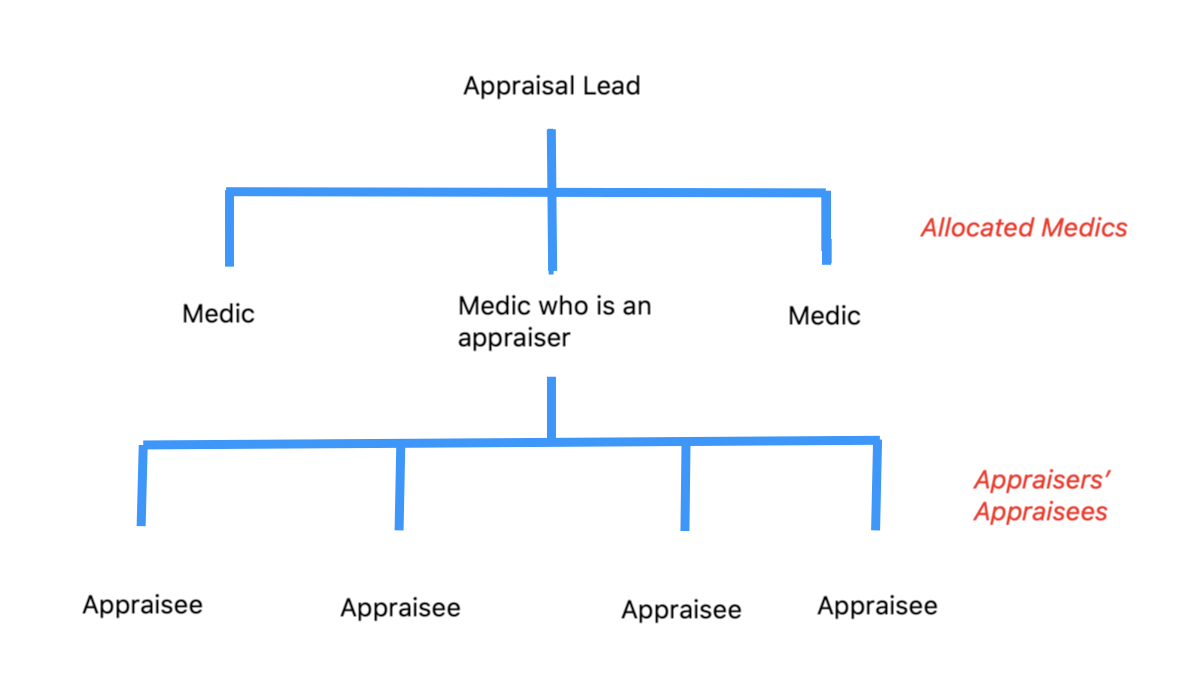 Appraisal Lead
Allocated Medics
Medic
Medic who is an
appraiser
Medic
Appraisers’
Appraisees
Appraisee
Appraisee
Appraisee
Appraisee